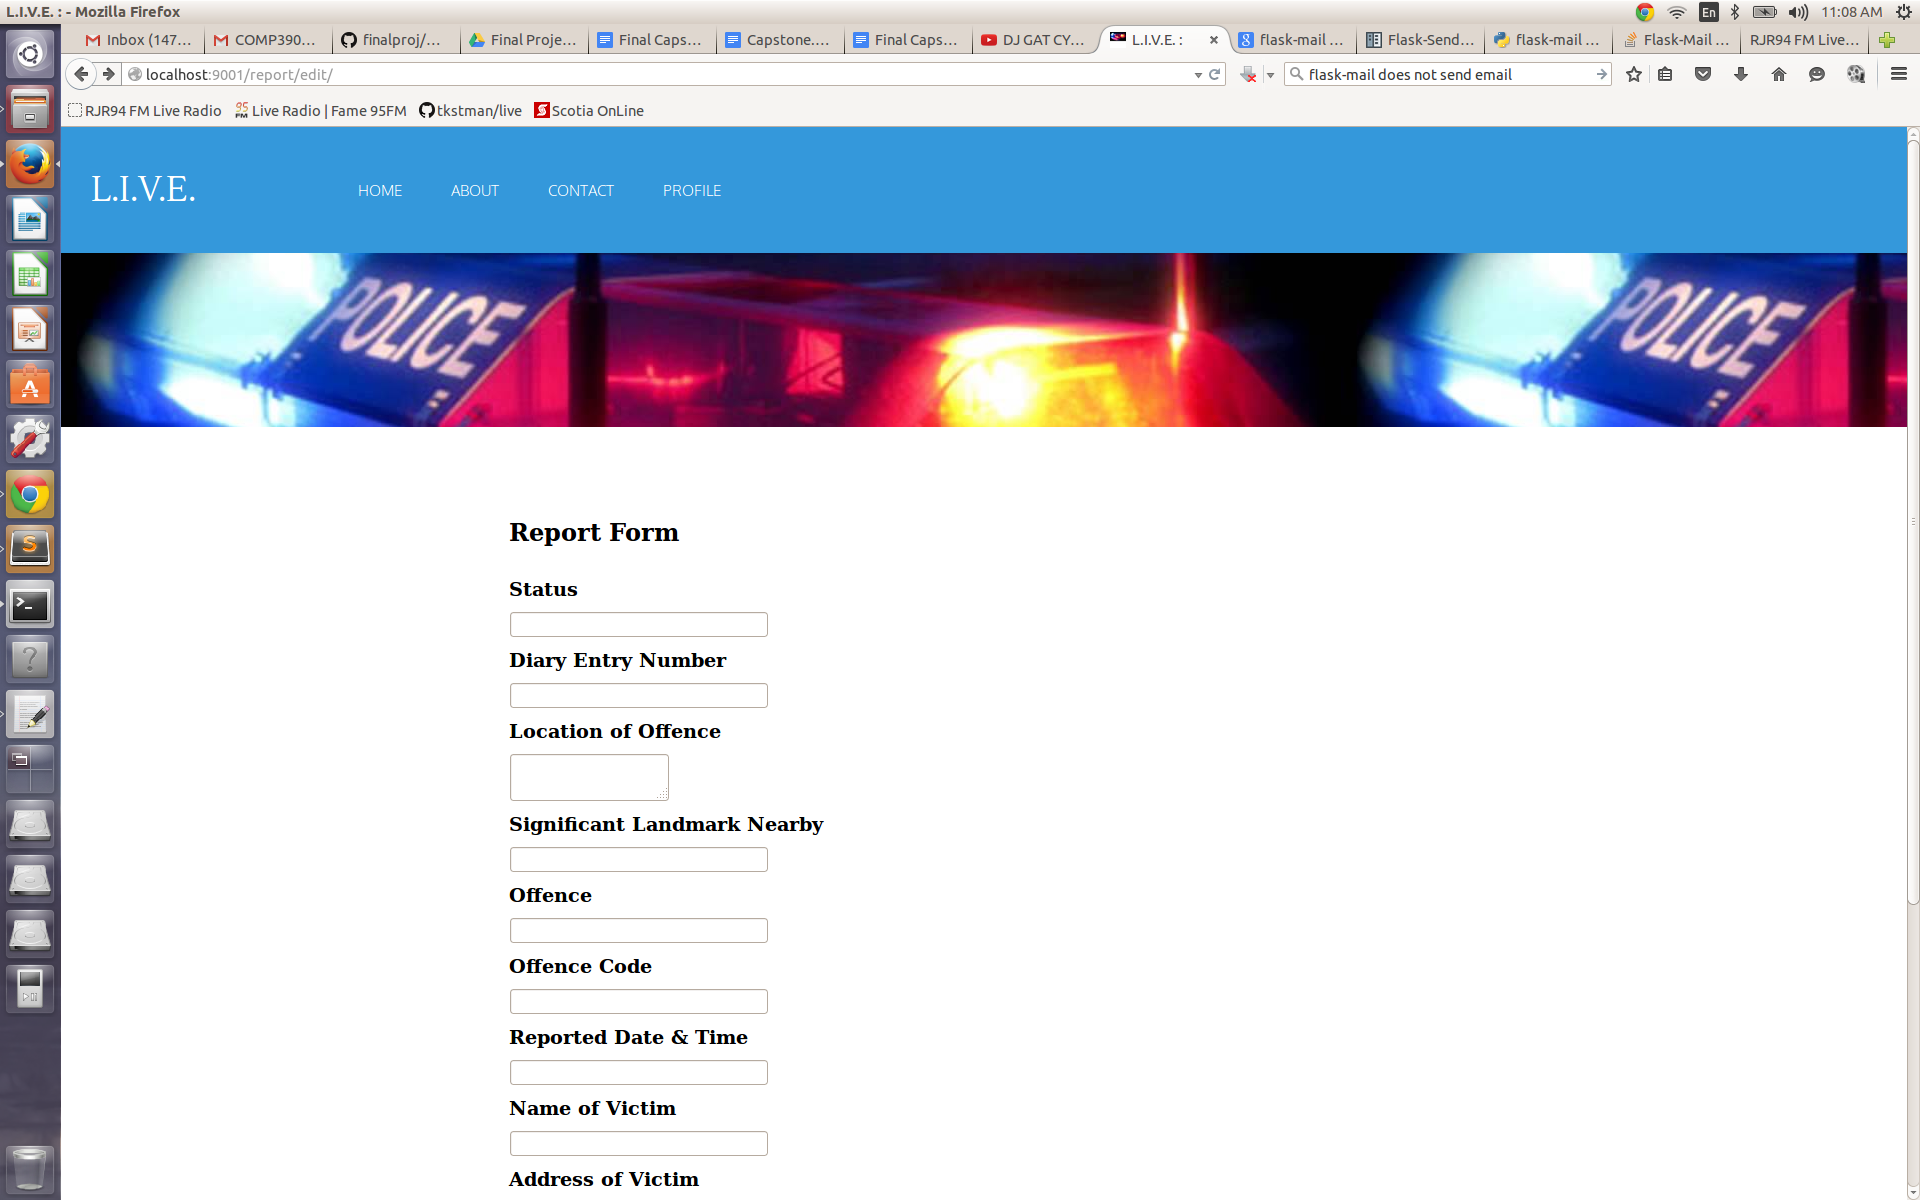 L.I.V.E. : - Mozilla Firefox
En
11:08 AM
Inbox (147...
COMP390...
finalproj/...
Final Proje...
Final Caps...
Capstone....
Final Caps...
DJ GAT CY...
L.I.V.E. :
flask-mail ...
Flask-Send...
flask-mail ...
Flask-Mail ...
RJR94 FM Live...
localhost:9001/report/edit/
flask-mail does not send email
RJR94 FM Live Radio
95 FM
Live Radio | Fame 95FM
tkstman/live
Scotia OnLine
L.I.V.E.
HOME
ABOUT
CONTACT
PROFILE
POLICE
POLICE
Report Form
Status
Diary Entry Number
Location of Offence
Significant Landmark Nearby
Offence
Offence Code
Reported Date & Time
Name of Victim
Address of Victim